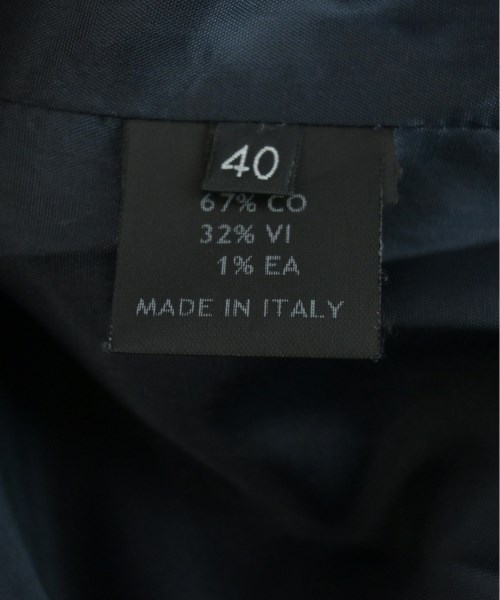 40
67% CO
32% VI
1% EA
MADE IN ITALY